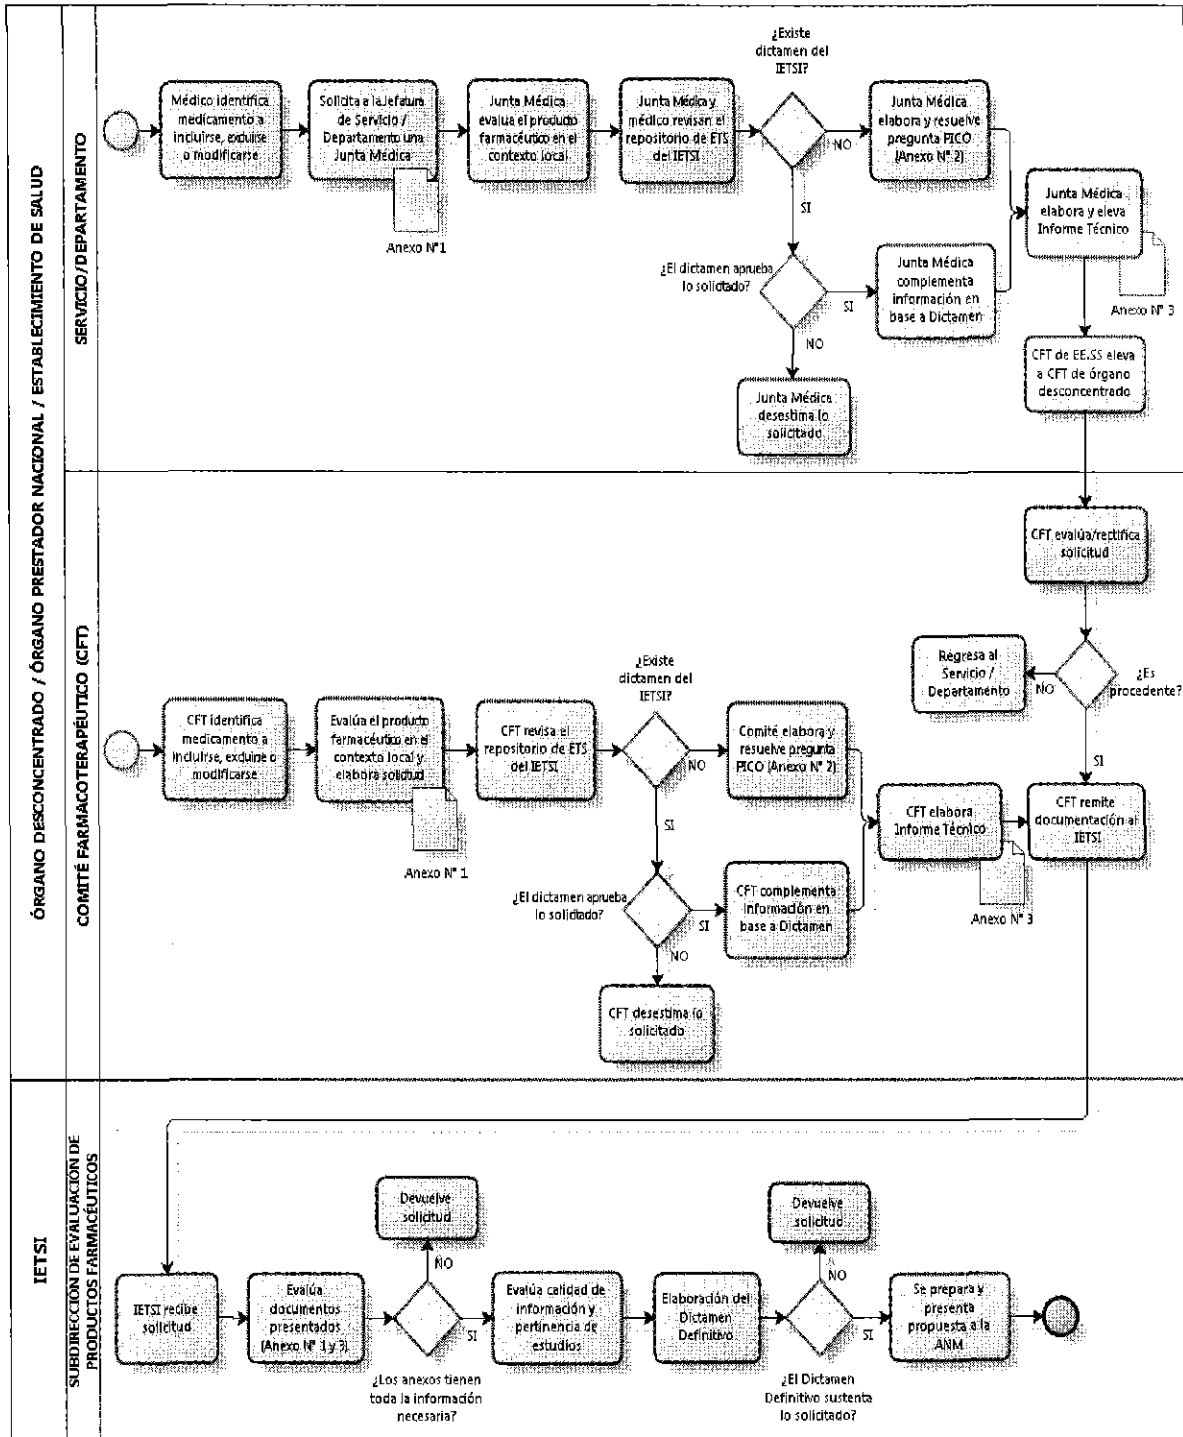 ÓRGANO DESCONCENTRADO / ÓRGANO PRESTADOR NACIONAL / ESTABLECIMIENTO DE SALUD
SERVICIO/DEPARTAMENTO
Médico identifica
medicamento a
incluirse, excluirse
o modificarse
Solicita a la Jefatura
de Servicio /
Departamento una
Junta Médica
Anexo N°1
Junta Médica
evalua el producto
farmacéutico en el
contexto local
Junta Médica y
médico revisan el
repositorio de ETS
del IETSI
¿Existe
dictamen del
IETSI?
NO
SI
Junta Médica
elabora y resuelve
pregunta PICO
(Anexo N° 2)
¿El dictamen aprueba
lo solicitado?
SI
NO
Junta Médica
complementa
información en
base a Dictamen
Junta Médica
desestima lo
solicitado
Junta Médica
elabora y eleva
Informe Técnico
Anexo N° 3
CFT de EE.SS eleva
a CFT de órgano
desconcentrado
COMITÉ FARMACOTERAPÉUTICO (CFT)
CFT evalúa/rectifica
solicitud
¿Es
procedente?
NO
SI
Regresa al
Servicio /
Departamento
CFT identifica
medicamento a
incluirse, excluirse o
modificarse
Evalúa el producto
farmacéutico en el
contexto local y
elabora solicitud
Anexo N° 1
CFT revisa el
repositorio de ETS
del IETSI
¿Existe
dictamen del
IETSI?
NO
SI
Comité elabora y
resuelve pregunta
PICO (Anexo N° 2)
¿El dictamen aprueba
lo solicitado?
SI
NO
CFT complementa
información en
base a Dictamen
CFT desestima lo
solicitado
CFT elabora
Informe Técnico
Anexo N° 3
CFT remite
documentación al
IETSI
IETSI
SUBDIRECCIÓN DE EVALUACIÓN DE
PRODUCTOS FARMACÉUTICOS
IETSI recibe
solicitud
Evalúa
documentos
presentados
(Anexo N° 1 y 3)
¿Los anexos tienen
toda la información
necesaria?
NO
SI
Devuelve
solicitud
Evalúa calidad de
información y
pertinencia de
estudios
Elaboración del
Dictamen
Definitivo
¿El Dictamen
Definitivo sustenta
lo solicitado?
NO
SI
Devuelve
solicitud
Se prepara y
presenta
propuesta a la
ANM